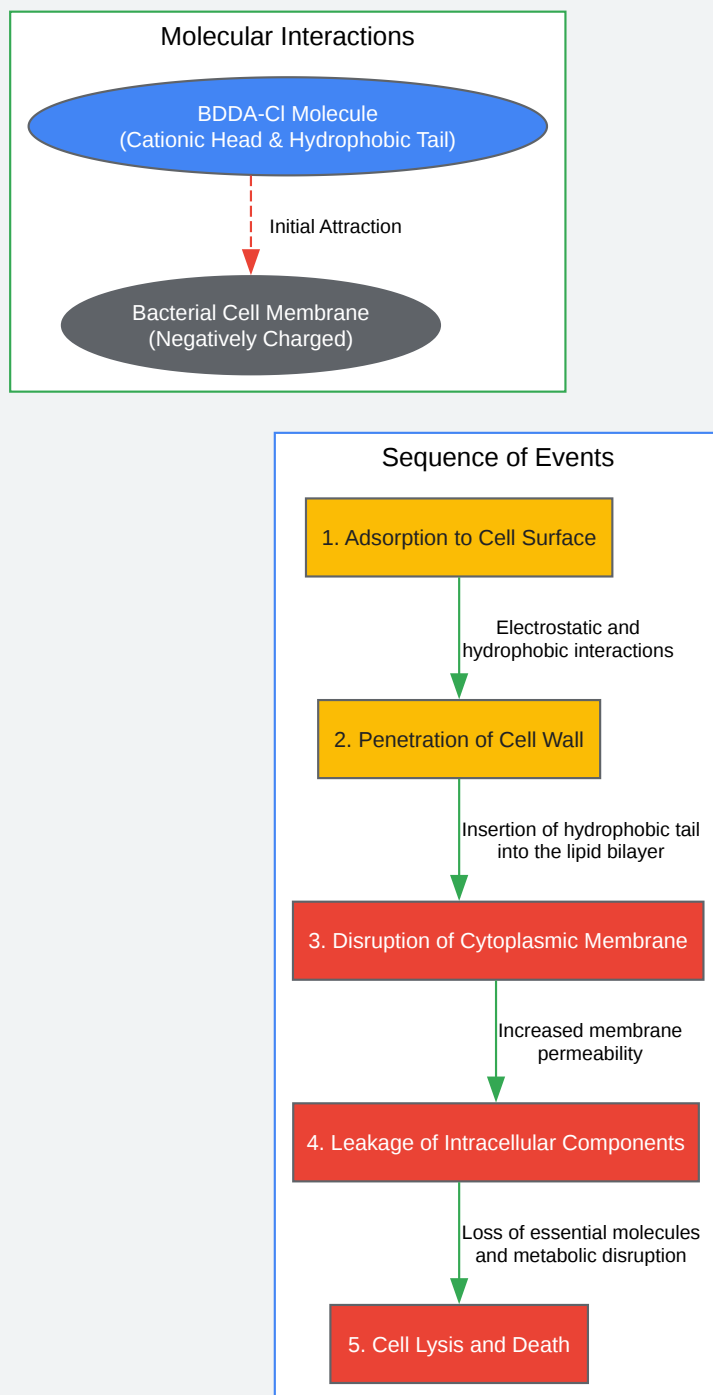 Molecular Interactions
BDDA-Cl Molecule
(Cationic Head & Hydrophobic Tail)
Initial Attraction
Bacterial Cell Membrane
(Negatively Charged)
Sequence of Events
1. Adsorption to Cell Surface
Electrostatic and
hydrophobic interactions
2. Penetration of Cell Wall
Insertion of hydrophobic tail
into the lipid bilayer
3. Disruption of Cytoplasmic Membrane
Increased membrane
permeability
4. Leakage of Intracellular Components
Loss of essential molecules
and metabolic disruption
5. Cell Lysis and Death